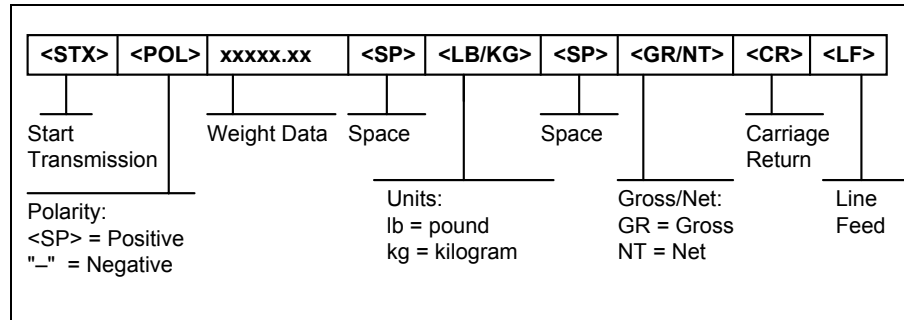 <STX> <POL> xxxxx.xx <SP> <LB/KG> <SP> <GR/NT> <CR> <LF>
Start
Transmission
Weight Data
Space
Space
Carriage
Return
Polarity:
<SP> = Positive
"–" = Negative
Units:
lb = pound
kg = kilogram
Gross/Net:
GR = Gross
NT = Net
Line
Feed